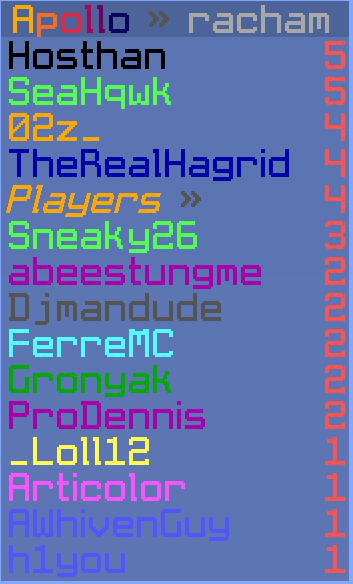 Apollo » racham
Hosthan 5
SeaHqwk 5
02z_ 4
TheRealHagrid 4
Players » 4
Sneaky26 3
abeestungme 2
Djmandude 2
FerreMC 2
Gronyak 2
ProDennis 2
_Loll12 1
Articolor 1
AWhivenGuy 1
h1you 1